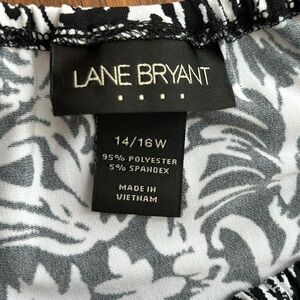 LANE BRYANT
14/16W
95% POLYESTER
5% SPANDEX
MADE IN
VIETNAM